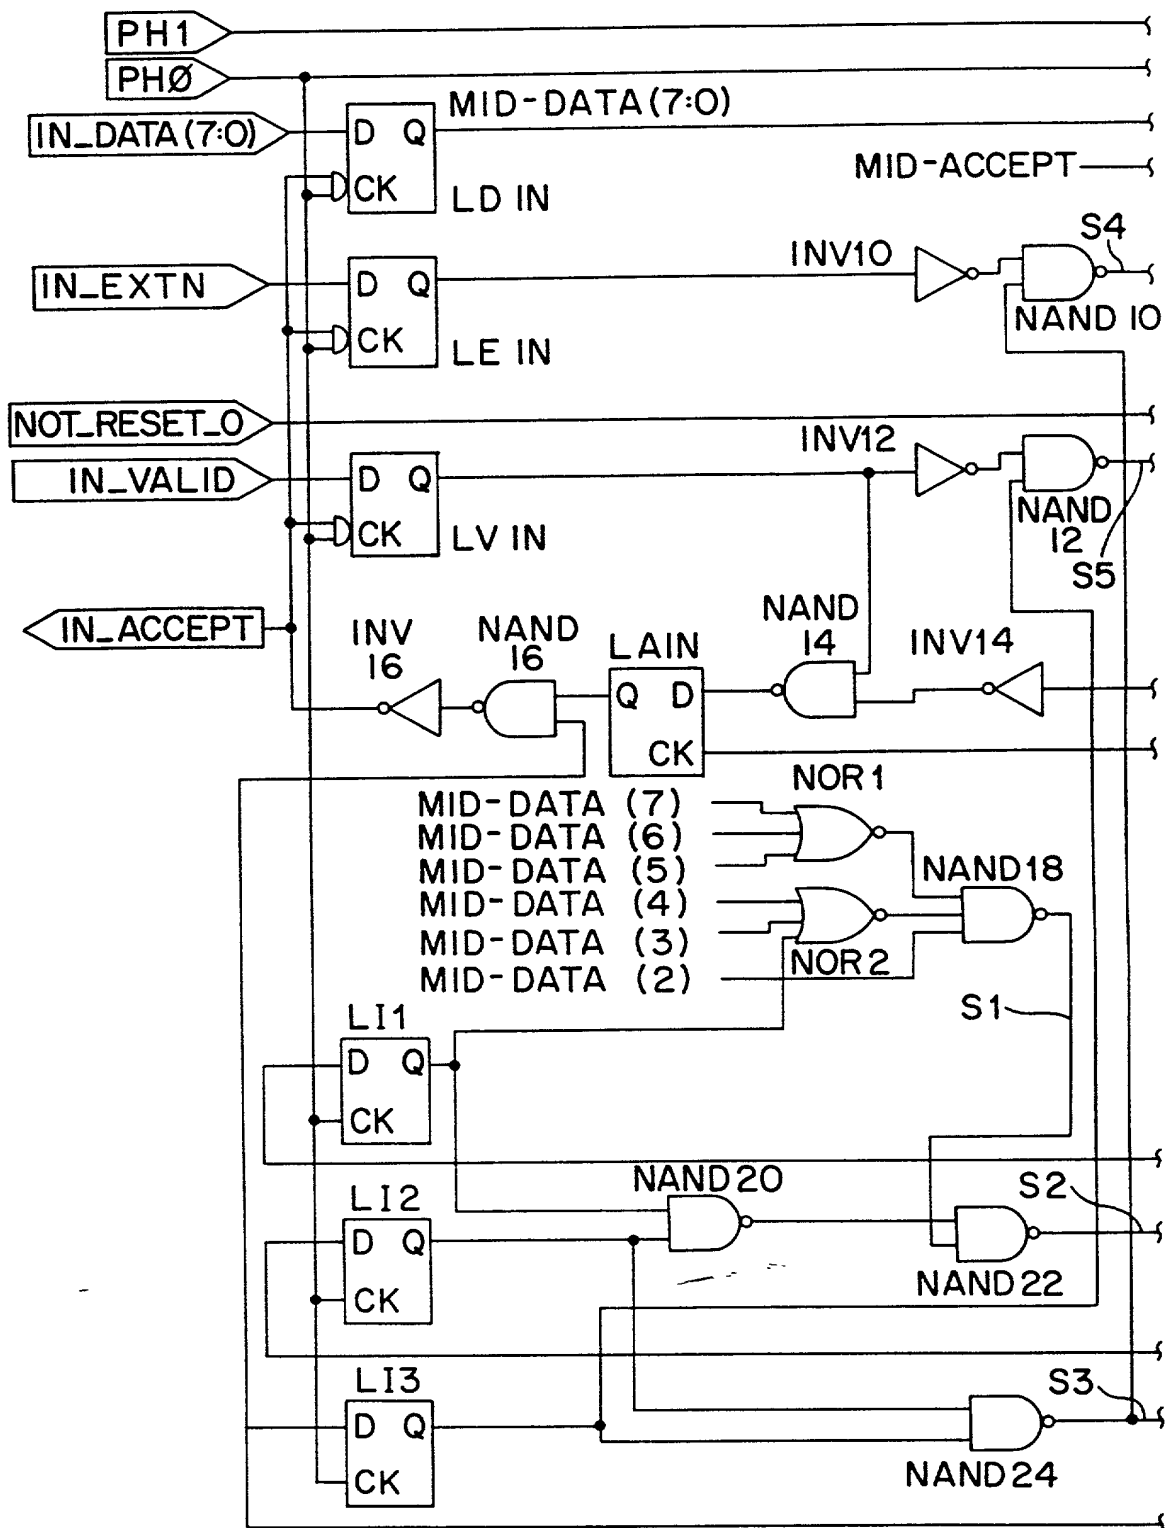 PH1
PHØ
IN_DATA (7:0)
D Q
CK
MID-DATA (7:0)
LD IN
MID-ACCEPT
IN_EXTN
D Q
CK
LE IN
INV10
S4
NAND 10
NOT_RESET_0
IN_VALID
D Q
CK
LV IN
INV12
NAND
12
S5
IN_ACCEPT
INV
16
NAND
16
LAIN
Q D
CK
NAND
14
INV14
NOR 1
MID-DATA (7)
MID-DATA (6)
MID-DATA (5)
MID-DATA (4)
MID-DATA (3)
MID-DATA (2)
NAND18
NOR2
S1
LI1
D Q
CK
NAND20
LI2
D Q
CK
S2
NAND22
LI3
D Q
CK
S3
NAND24